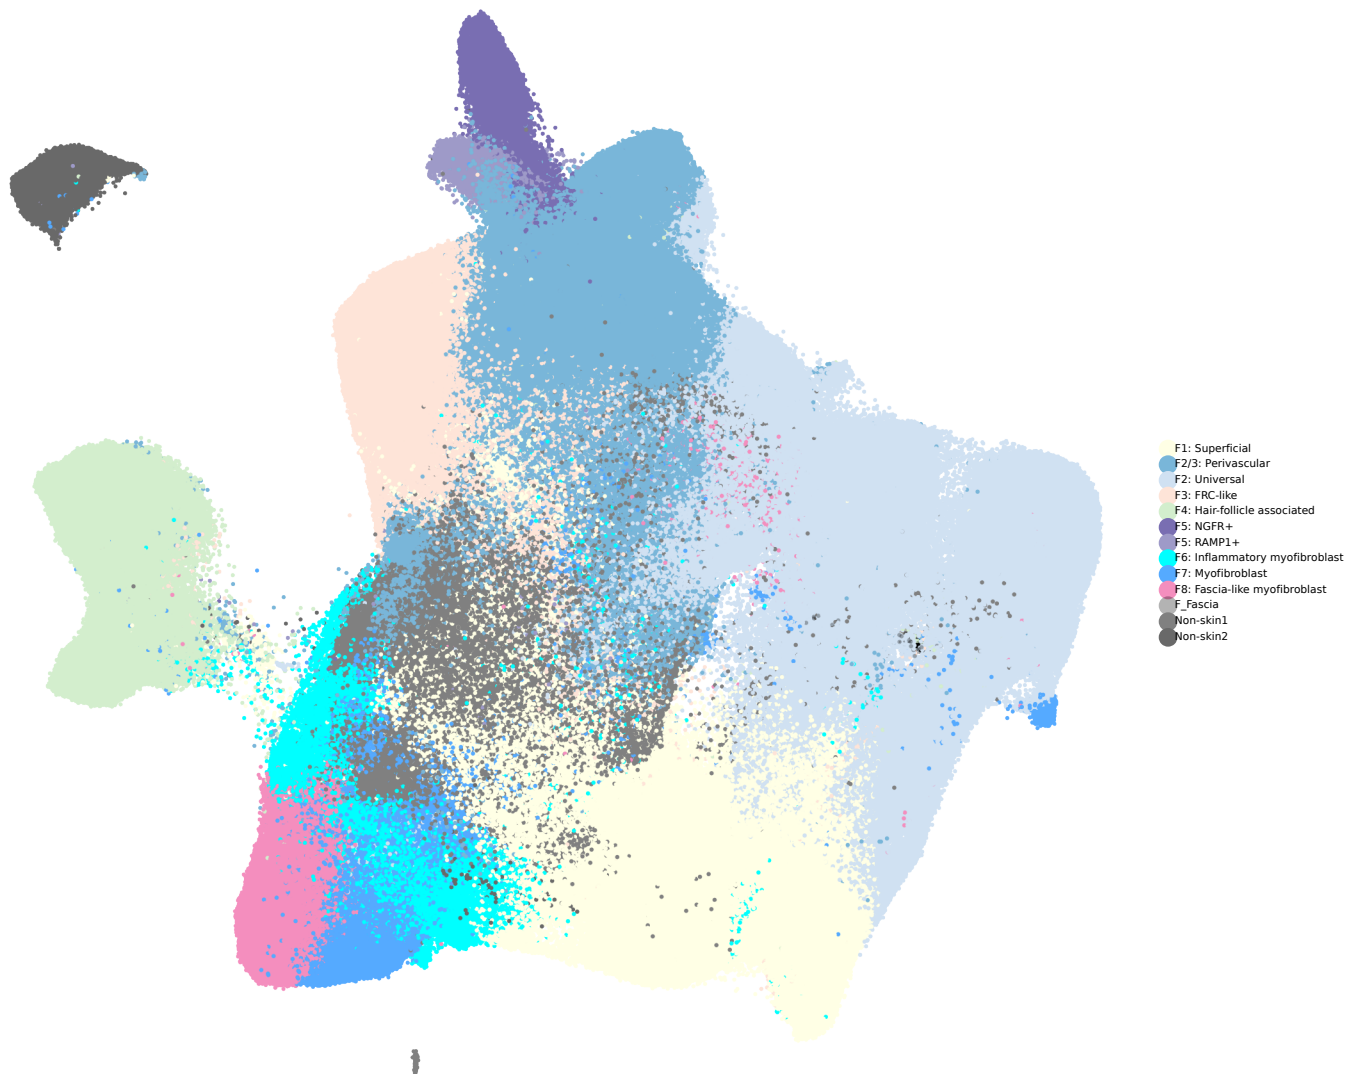 F1: Superficial
F2/3: Perivascular
F2: Universal
F3: FRC-like
F4: Hair-follicle associated
F5: NGFR+
F5: RAMP1+
F6: Inflammatory myofibroblast
F7: Myofibroblast
F8: Fascia-like myofibroblast
F_Fascia
Non-skin1
Non-skin2